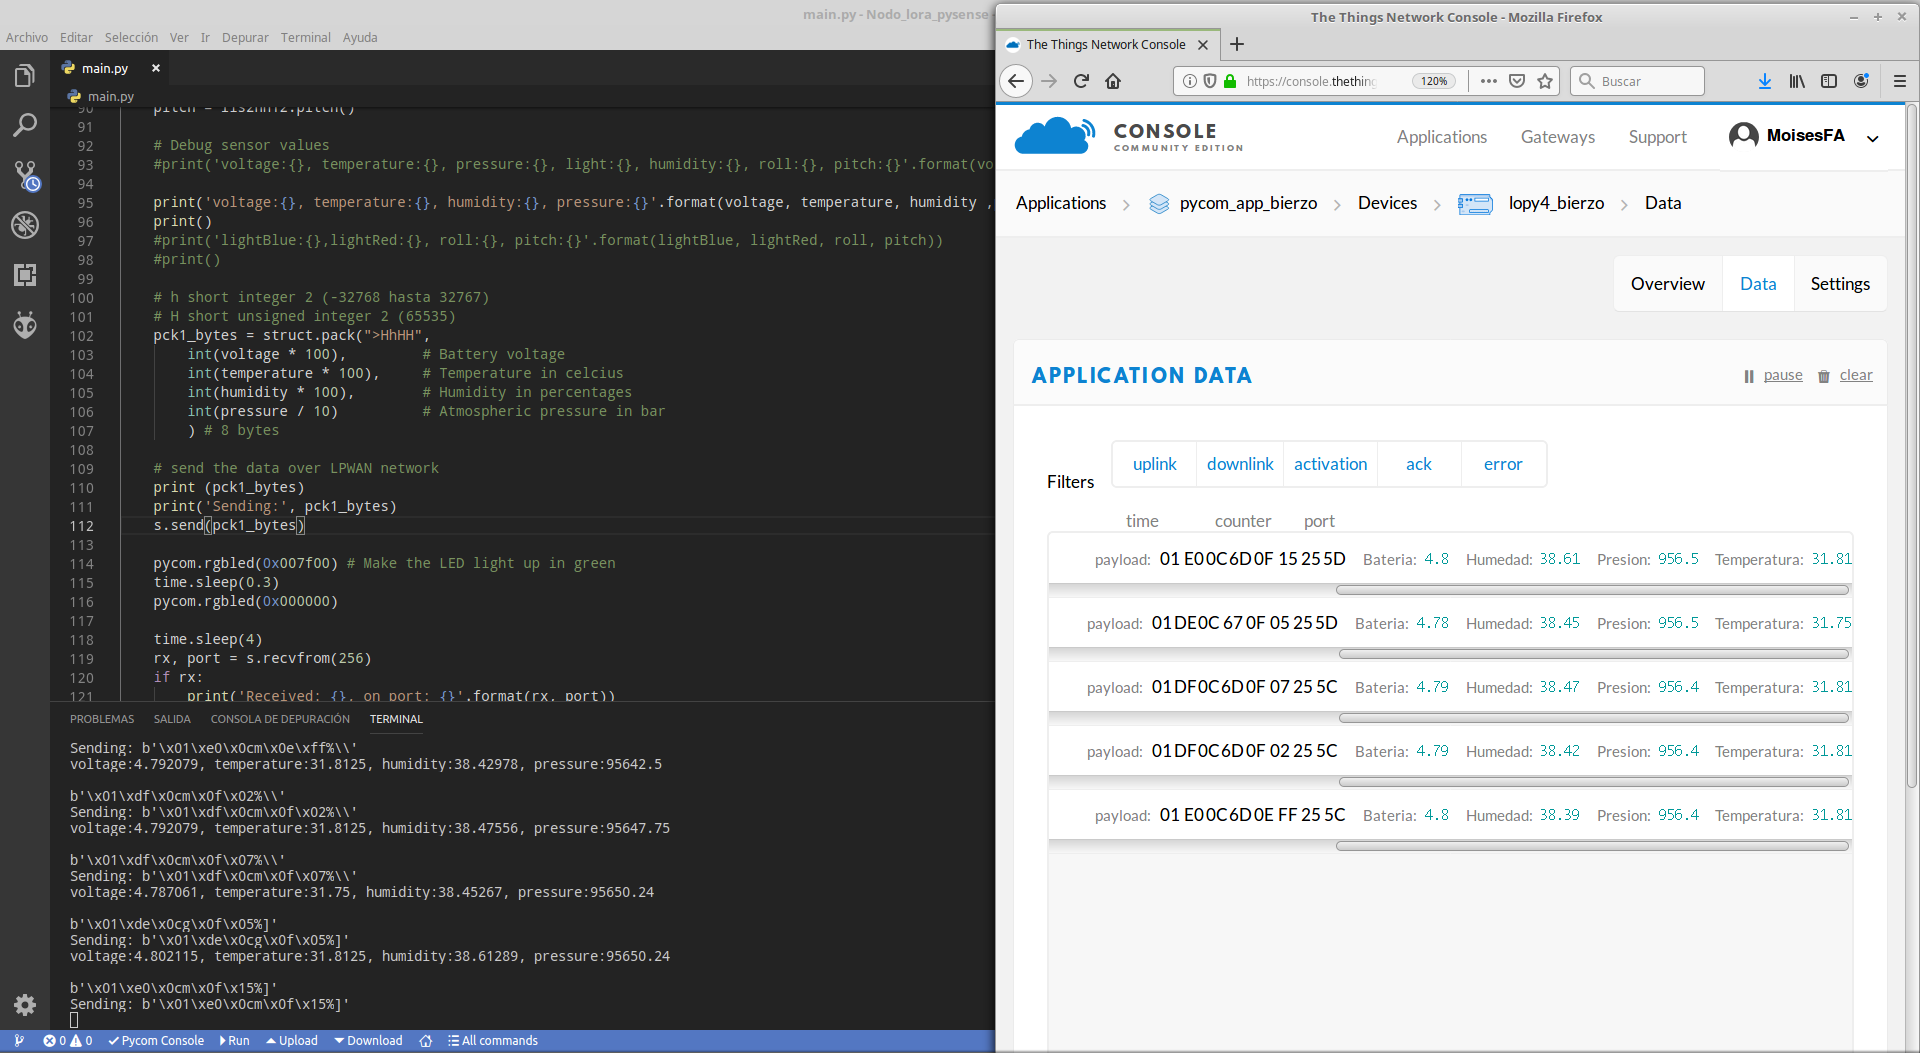 main.py - Nodo_lora_pysense
Archivo Editar Selección Ver Ir Depurar Terminal Ayuda
main.py ×
main.py
90 pitch = lis2hh12.pitch()
91
92 # Debug sensor values
93 #print('voltage:{}, temperature:{}, pressure:{}, light:{}, humidity:{}, roll:{}, pitch:{}'.format(vo
94
95 print('voltage:{}, temperature:{}, humidity:{}, pressure:{}'.format(voltage, temperature, humidity ,
96 print()
97 #print('lightBlue:{},lightRed:{}, roll:{}, pitch:{}'.format(lightBlue, lightRed, roll, pitch))
98 #print()
99
100 # h short integer 2 (-32768 hasta 32767)
101 # H short unsigned integer 2 (65535)
102 pck1_bytes = struct.pack(">HhHH",
103 int(voltage * 100), # Battery voltage
104 int(temperature * 100), # Temperature in celcius
105 int(humidity * 100), # Humidity in percentages
106 int(pressure / 10) # Atmospheric pressure in bar
107 ) # 8 bytes
108
109 # send the data over LPWAN network
110 print (pck1_bytes)
111 print('Sending:', pck1_bytes)
112 s.send(pck1_bytes)
113
114 pycom.rgbled(0x007f00) # Make the LED light up in green
115 time.sleep(0.3)
116 pycom.rgbled(0x000000)
117
118 time.sleep(4)
119 rx, port = s.recvfrom(256)
120 if rx:
121 print('Received: {}, on port: {}'.format(rx, port))
PROBLEMAS SALIDA CONSOLA DE DEPURACIÓN TERMINAL
Sending: b'\x01\xe0\x0cm\x0e\xff%\\'
voltage:4.792079, temperature:31.8125, humidity:38.42978, pressure:95642.5
b'\x01\xdf\x0cm\x0f\x02%\\'
Sending: b'\x01\xdf\x0cm\x0f\x02%\\'
voltage:4.792079, temperature:31.8125, humidity:38.47556, pressure:95647.75
b'\x01\xdf\x0cm\x0f\x07%\\'
Sending: b'\x01\xdf\x0cm\x0f\x07%\\'
voltage:4.787061, temperature:31.75, humidity:38.45267, pressure:95650.24
b'\x01\xde\x0cg\x0f\x05%]'
Sending: b'\x01\xde\x0cg\x0f\x05%]'
voltage:4.802115, temperature:31.8125, humidity:38.61289, pressure:95650.24
b'\x01\xe0\x0cm\x0f\x15%]'
Sending: b'\x01\xe0\x0cm\x0f\x15%]'
0 0 Pycom Console Run Upload Download All commands
The Things Network Console - Mozilla Firefox
The Things Network Console
https://console.thething 120% Buscar
CONSOLE
COMMUNITY EDITION
Applications Gateways Support MoisesFA
Applications pycom_app_bierzo Devices lopy4_bierzo Data
Overview Data Settings
APPLICATION DATA pause clear
Filters uplink downlink activation ack error
time counter port
payload: 01 E0 0C 6D 0F 15 25 5D Bateria: 4.8 Humedad: 38.61 Presion: 956.5 Temperatura: 31.81
payload: 01 DE 0C 67 0F 05 25 5D Bateria: 4.78 Humedad: 38.45 Presion: 956.5 Temperatura: 31.75
payload: 01 DF 0C 6D 0F 07 25 5C Bateria: 4.79 Humedad: 38.47 Presion: 956.4 Temperatura: 31.81
payload: 01 DF 0C 6D 0F 02 25 5C Bateria: 4.79 Humedad: 38.42 Presion: 956.4 Temperatura: 31.81
payload: 01 E0 0C 6D 0E FF 25 5C Bateria: 4.8 Humedad: 38.39 Presion: 956.4 Temperatura: 31.81